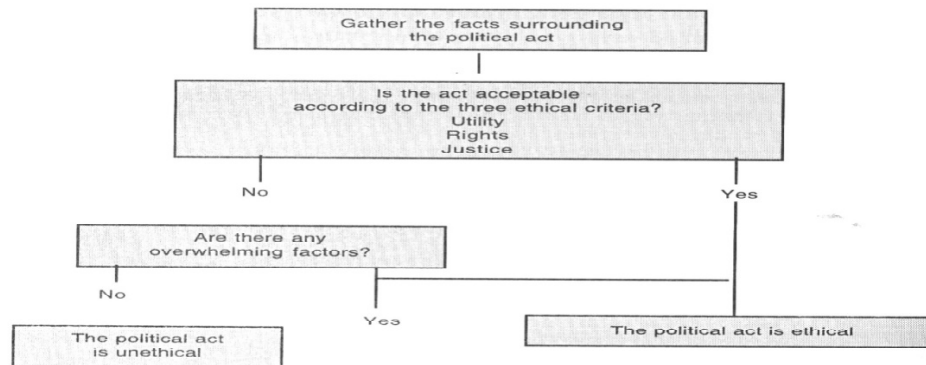 Gather the facts surrounding
the political act
Is the act acceptable
according to the three ethical criteria?
Utility
Rights
Justice
No
Yes
Are there any
overwhelming factors?
No
Yes
The political act
is unethical
The political act is ethical